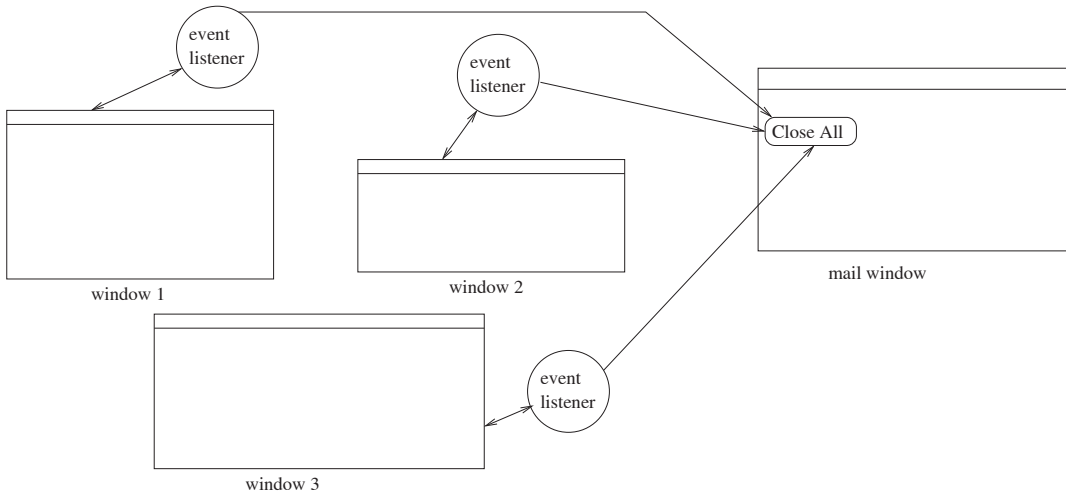 event
listener
event
listener
Close All
mail window
window 1
window 2
event
listener
window 3